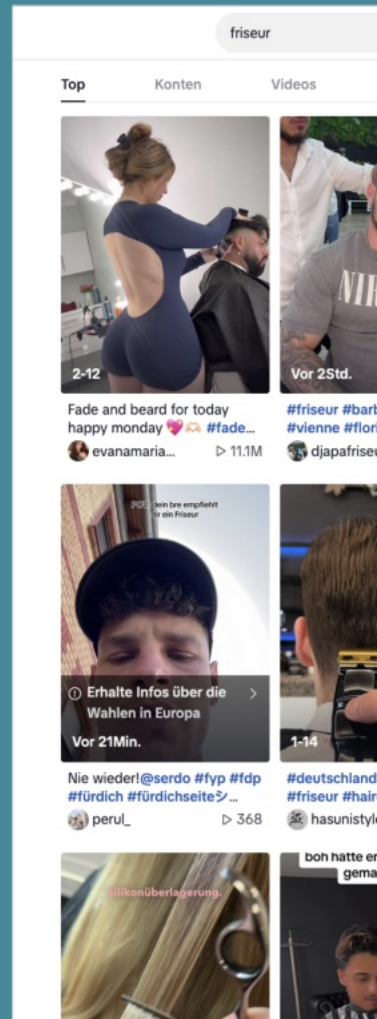 friseur
Top
Konten
Videos
2-12
Fade and beard for today
happy monday 💖🫶🏻 #fade...
evanamaria...
11.1M
NIR
Vor 2Std.
#friseur #barb
#vienne #flori
djapafriseu
POV: dein bre empfiehlt
dir ein Friseur
Erhalte Infos über die
Wahlen in Europa
Vor 21Min.
Nie wieder!@serdo #fyp #fdp
#fürdich #fürdichseiteシ...
perul_
368
1-14
#deutschland
#friseur #hair
hasunistyle
silikonüberlagerung.
boh hatte er
gema